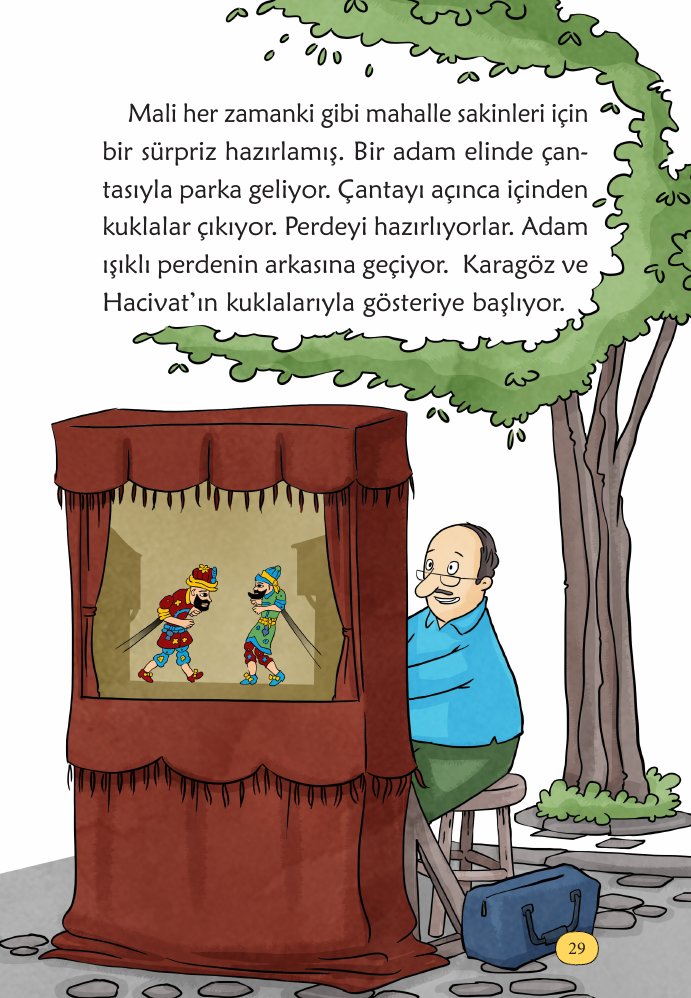 Mali her zamanki gibi mahalle sakinleri için
bir sürpriz hazırlamış. Bir adam elinde çan-
tasıyla parka geliyor. Çantayı açınca içinden
kuklalar çıkıyor. Perdeyi hazırlıyorlar. Adam
ışıklı perdenin arkasına geçiyor. Karagöz ve
Hacivat’ın kuklalarıyla gösteriye başlıyor.
29